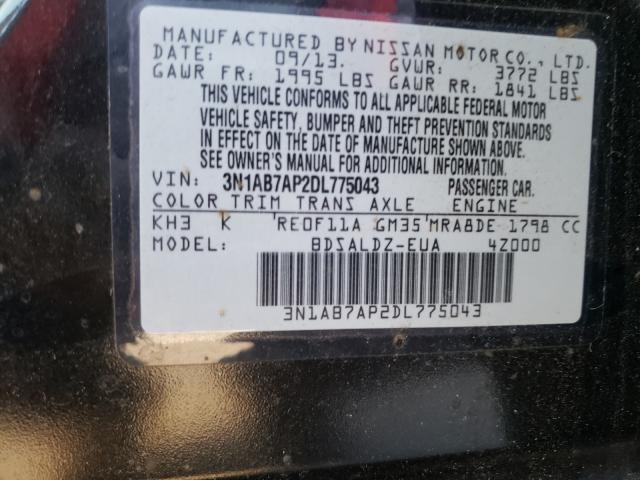 MANUFACTURED BY NISSAN MOTOR CO., LTD.
DATE: 09/13. GVWR: 3772 LBS
GAWR FR: 1995 LBS GAWR RR: 1841 LBS
THIS VEHICLE CONFORMS TO ALL APPLICABLE FEDERAL MOTOR
VEHICLE SAFETY, BUMPER AND THEFT PREVENTION STANDARDS
IN EFFECT ON THE DATE OF MANUFACTURE SHOWN ABOVE.
SEE OWNER'S MANUAL FOR ADDITIONAL INFORMATION.
VIN: 3N1AB7AP2DL775043 PASSENGER CAR.
COLOR TRIM TRANS AXLE ENGINE
KH3 K 'RE0F11A GM35'MRA8DE 1798 CC
MODEL: BDSALDZ-EUA 4Z000
3N1AB7AP2DL775043